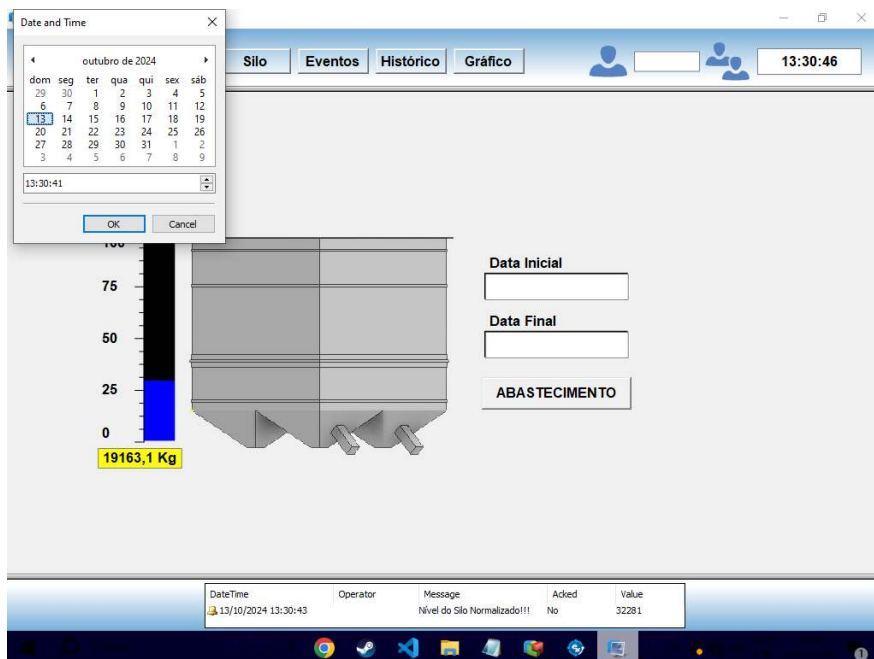 Date and Time
outubro de 2024
dom seg ter qua qui sex sáb
29 30 1 2 3 4 5
6 7 8 9 10 11 12
13 14 15 16 17 18 19
20 21 22 23 24 25 26
27 28 29 30 31 1 2
3 4 5 6 7 8 9
13:30:41
OK Cancel
Silo Eventos Histórico Gráfico 13:30:46
100
75
50
25
0
19163,1 Kg
Data Inicial
Data Final
ABASTECIMENTO
DateTime Operator Message Acked Value
13/10/2024 13:30:43 Nível do Silo Normalizado!!! No 32281
1